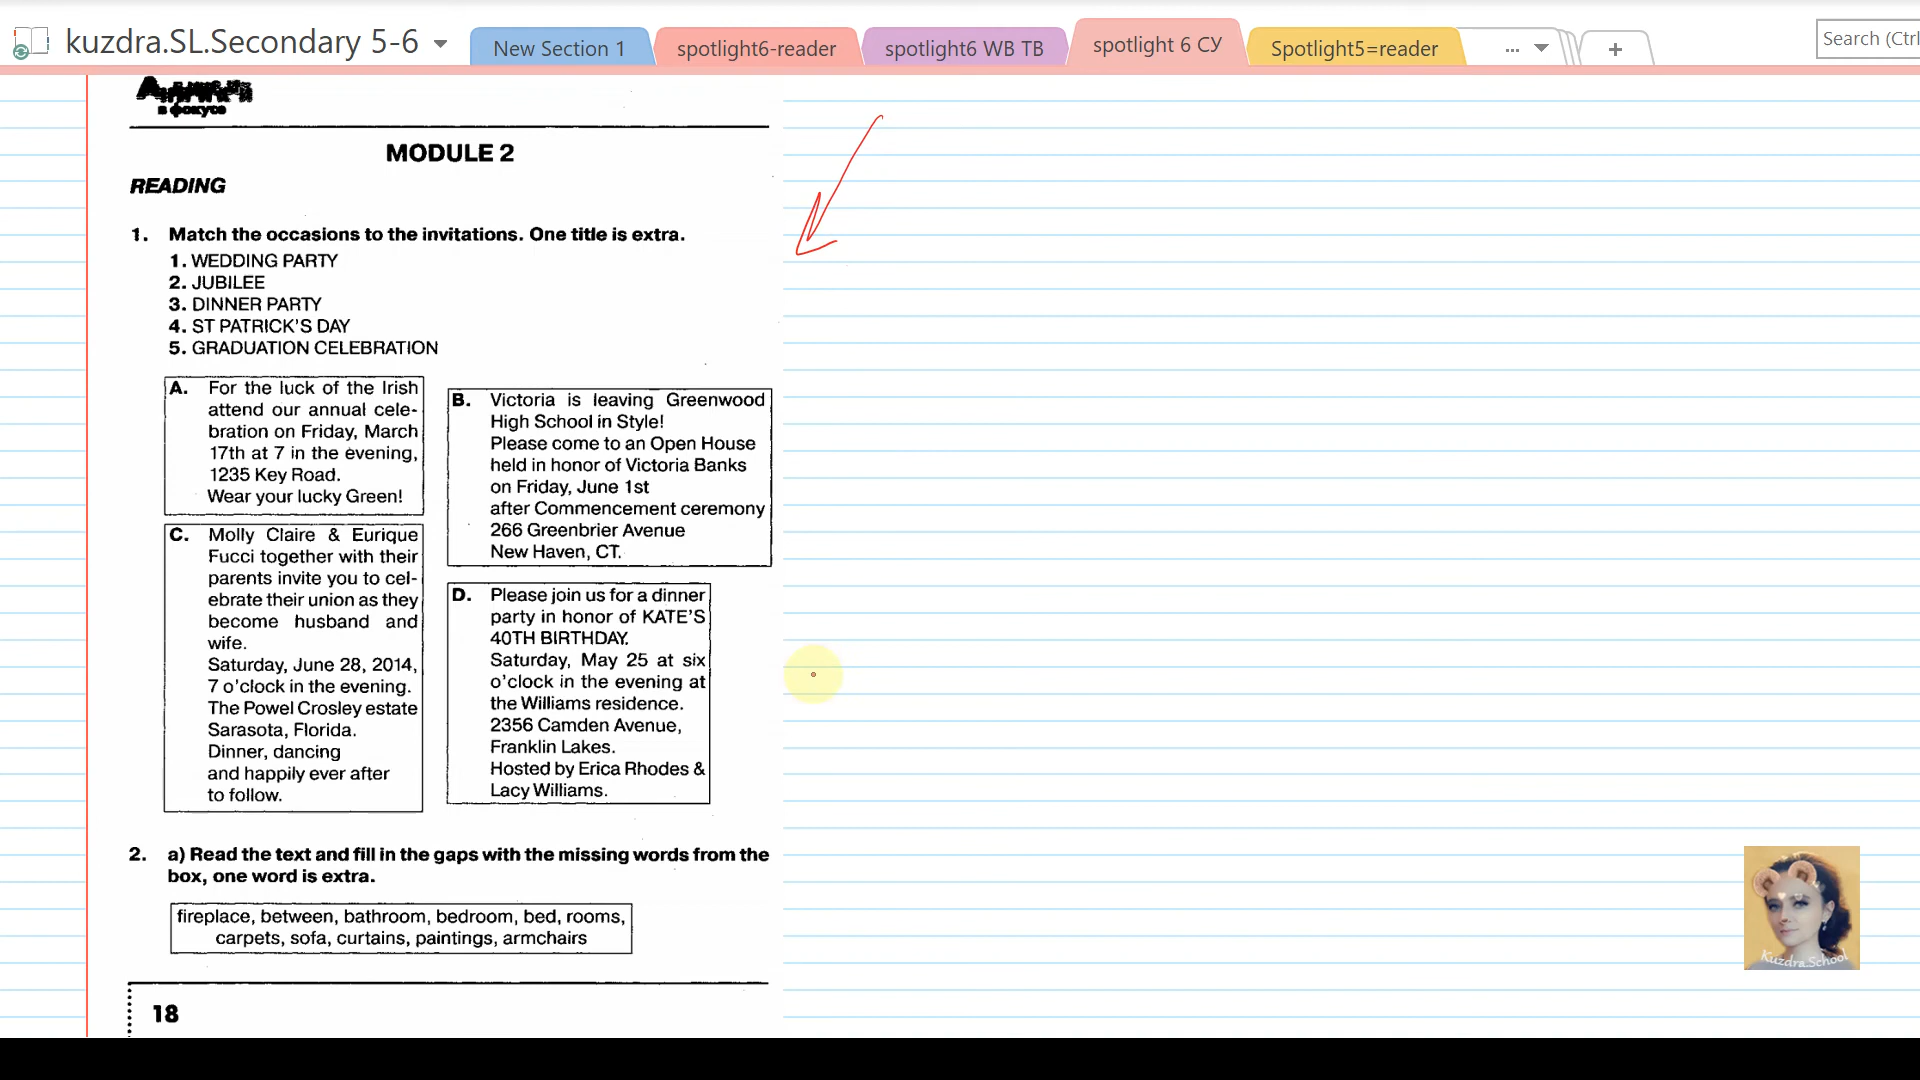 kuzdra.SL.Secondary 5-6
New Section 1
spotlight6-reader
spotlight6 WB TB
spotlight 6 СУ
Spotlight5=reader
...
+
Search (Ctrl
в фокусе
MODULE 2
READING
1. Match the occasions to the invitations. One title is extra.
1. WEDDING PARTY
2. JUBILEE
3. DINNER PARTY
4. ST PATRICK'S DAY
5. GRADUATION CELEBRATION
A. For the luck of the Irish
attend our annual cele-
bration on Friday, March
17th at 7 in the evening,
1235 Key Road.
Wear your lucky Green!
B. Victoria is leaving Greenwood
High School in Style!
Please come to an Open House
held in honor of Victoria Banks
on Friday, June 1st
after Commencement ceremony
266 Greenbrier Avenue
New Haven, CT.
C. Molly Claire & Eurique
Fucci together with their
parents invite you to cel-
ebrate their union as they
become husband and
wife.
Saturday, June 28, 2014,
7 o'clock in the evening.
The Powel Crosley estate
Sarasota, Florida.
Dinner, dancing
and happily ever after
to follow.
D. Please join us for a dinner
party in honor of KATE'S
40TH BIRTHDAY.
Saturday, May 25 at six
o'clock in the evening at
the Williams residence.
2356 Camden Avenue,
Franklin Lakes.
Hosted by Erica Rhodes &
Lacy Williams.
2. a) Read the text and fill in the gaps with the missing words from the
box, one word is extra.
fireplace, between, bathroom, bedroom, bed, rooms,
carpets, sofa, curtains, paintings, armchairs
18
Kuzdra.School